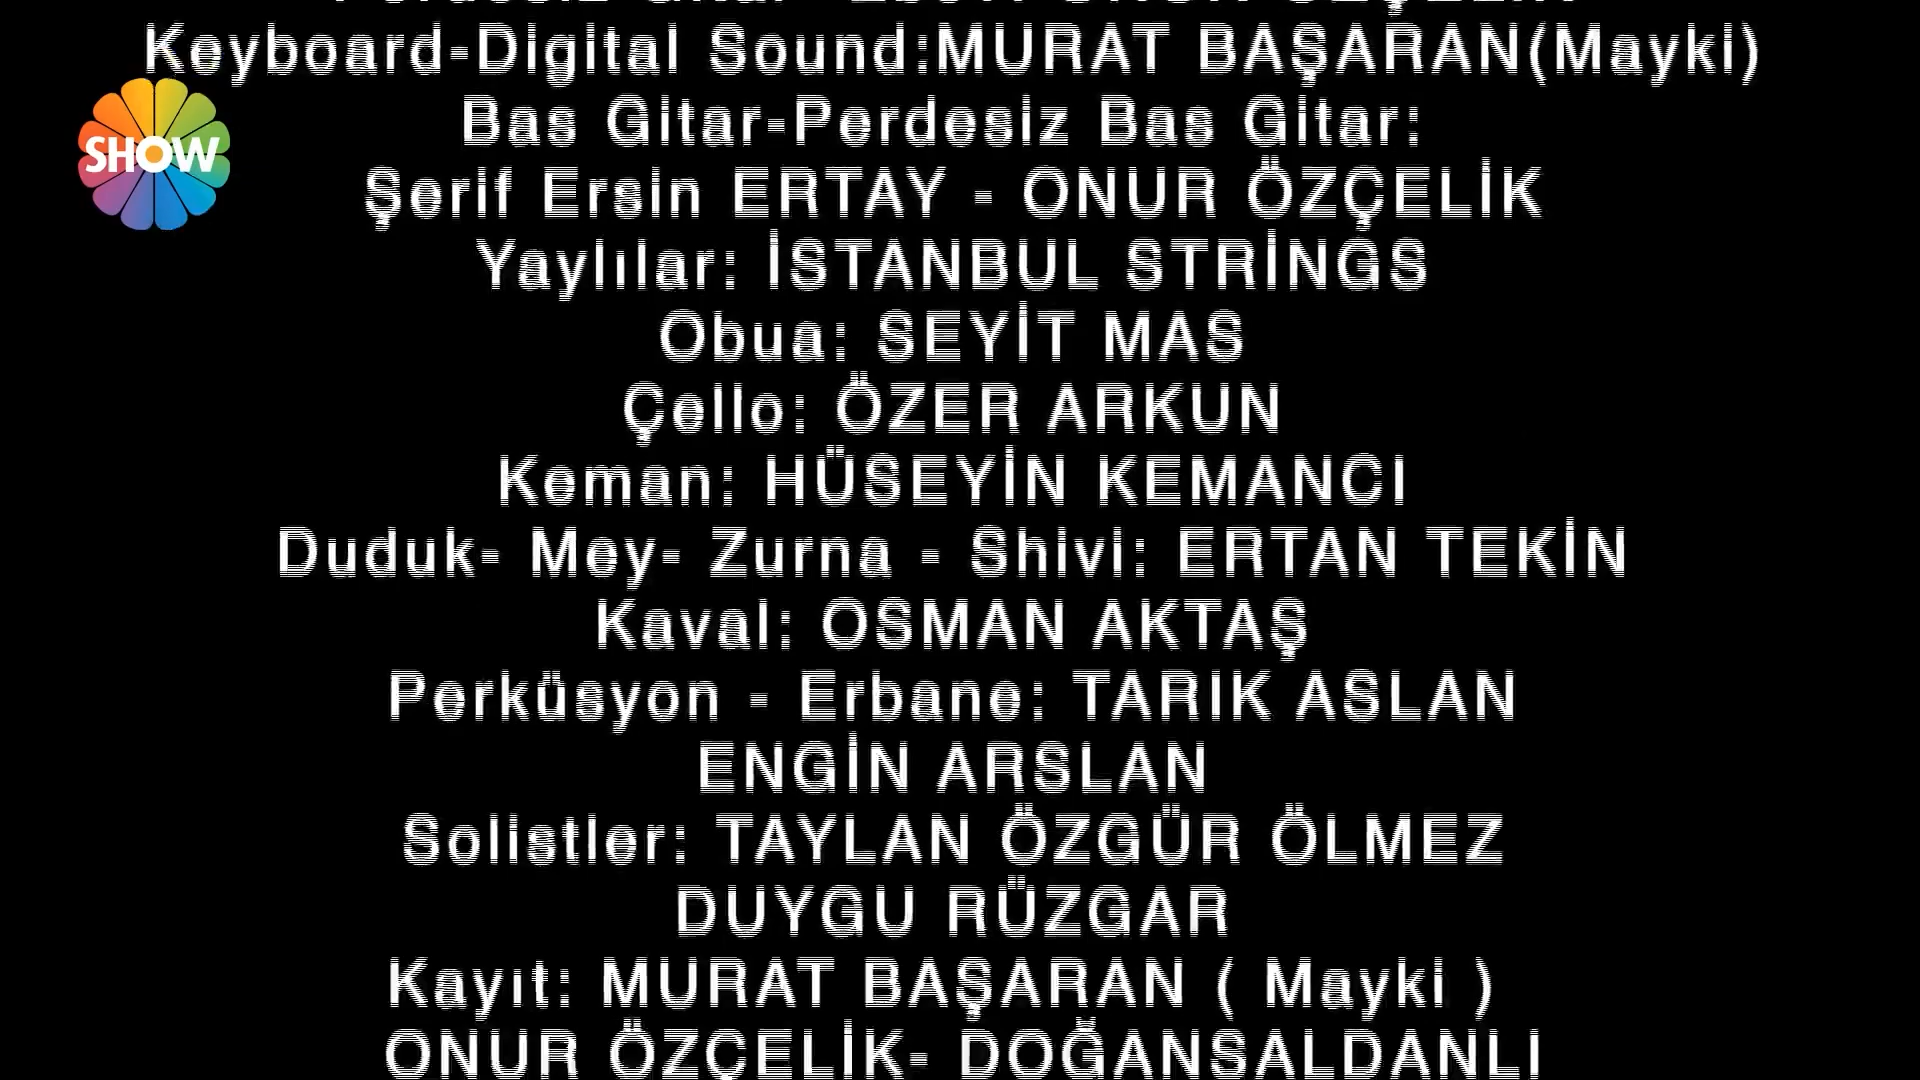 Keyboard-Digital Sound:MURAT BAŞARAN(Mayki)
SHOW
Bas Gitar-Perdesiz Bas Gitar:
Şerif Ersin ERTAY - ONUR ÖZÇELİK
Yaylılar: İSTANBUL STRİNGS
Obua: SEYİT MAS
Çello: ÖZER ARKUN
Keman: HÜSEYİN KEMANCI
Duduk- Mey- Zurna - Shivi: ERTAN TEKİN
Kaval: OSMAN AKTAŞ
Perküsyon - Erbane: TARIK ASLAN
ENGİN ARSLAN
Solistler: TAYLAN ÖZGÜR ÖLMEZ
DUYGU RÜZGAR
Kayıt: MURAT BAŞARAN ( Mayki )
ONUR ÖZÇELİK- DOĞANSALDANLI